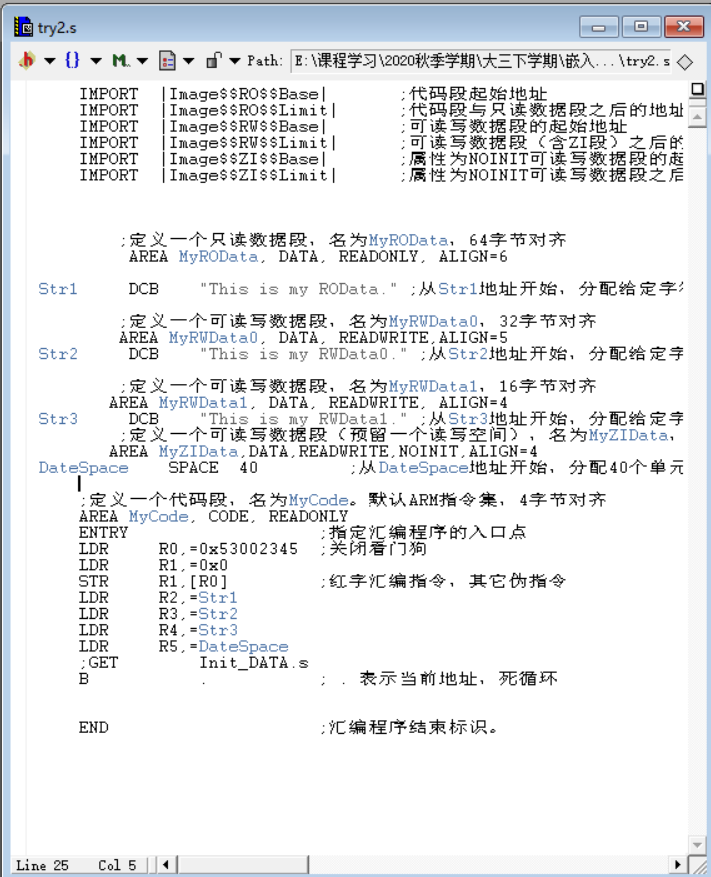 try2.s
Path: E:\课程学习\2020秋季学期\大三下学期\嵌入...\try2.s
IMPORT |Image$$RO$$Base| ;代码段起始地址
IMPORT |Image$$RO$$Limit| ;代码段与只读数据段之后的地址
IMPORT |Image$$RW$$Base| ;可读写数据段的起始地址
IMPORT |Image$$RW$$Limit| ;可读写数据段（含ZI段）之后的
IMPORT |Image$$ZI$$Base| ;属性为NOINIT可读写数据段的起
IMPORT |Image$$ZI$$Limit| ;属性为NOINIT可读写数据段之后
;定义一个只读数据段，名为MyROData，64字节对齐
AREA MyROData, DATA, READONLY, ALIGN=6
Str1 DCB "This is my ROData." ;从Str1地址开始，分配给定字
;定义一个可读写数据段，名为MyRWData0，32字节对齐
AREA MyRWData0, DATA, READWRITE,ALIGN=5
Str2 DCB "This is my RWData0." ;从Str2地址开始，分配给定字
;定义一个可读写数据段，名为MyRWData1，16字节对齐
AREA MyRWData1, DATA, READWRITE, ALIGN=4
Str3 DCB "This is my RWData1." ;从Str3地址开始，分配给定字
;定义一个可读写数据段（预留一个读写空间），名为MyZIData，
AREA MyZIData,DATA,READWRITE,NOINIT,ALIGN=4
DateSpace SPACE 40 ;从DateSpace地址开始，分配40个单元
;定义一个代码段，名为MyCode。默认ARM指令集，4字节对齐
AREA MyCode, CODE, READONLY
ENTRY ;指定汇编程序的入口点
LDR R0,=0x53002345 ;关闭看门狗
LDR R1,=0x0
STR R1,[R0] ;红字汇编指令，其它伪指令
LDR R2,=Str1
LDR R3,=Str2
LDR R4,=Str3
LDR R5,=DateSpace
;GET Init_DATA.s
B . ; . 表示当前地址，死循环
END ;汇编程序结束标识。
Line 25 Col 5